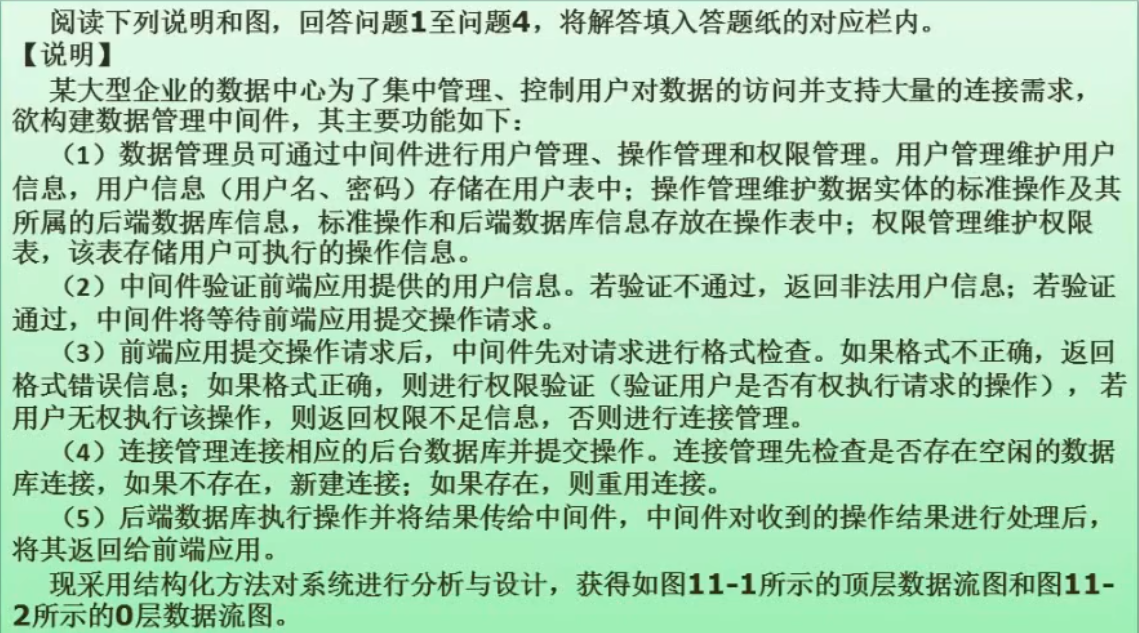 阅读下列说明和图，回答问题1至问题4，将解答填入答题纸的对应栏内。
【说明】
某大型企业的数据中心为了集中管理、控制用户对数据的访问并支持大量的连接需求，
欲构建数据管理中间件，其主要功能如下：
（1）数据管理员可通过中间件进行用户管理、操作管理和权限管理。用户管理维护用户
信息，用户信息（用户名、密码）存储在用户表中；操作管理维护数据实体的标准操作及其
所属的后端数据库信息，标准操作和后端数据库信息存放在操作表中；权限管理维护权限
表，该表存储用户可执行的操作信息。
（2）中间件验证前端应用提供的用户信息。若验证不通过，返回非法用户信息；若验证
通过，中间件将等待前端应用提交操作请求。
（3）前端应用提交操作请求后，中间件先对请求进行格式检查。如果格式不正确，返回
格式错误信息；如果格式正确，则进行权限验证（验证用户是否有权执行请求的操作），若
用户无权执行该操作，则返回权限不足信息，否则进行连接管理。
（4）连接管理连接相应的后台数据库并提交操作。连接管理先检查是否存在空闲的数据
库连接，如果不存在，新建连接；如果存在，则重用连接。
（5）后端数据库执行操作并将结果传给中间件，中间件对收到的操作结果进行处理后，
将其返回给前端应用。
现采用结构化方法对系统进行分析与设计，获得如图11-1所示的顶层数据流图和图11-
2所示的0层数据流图。